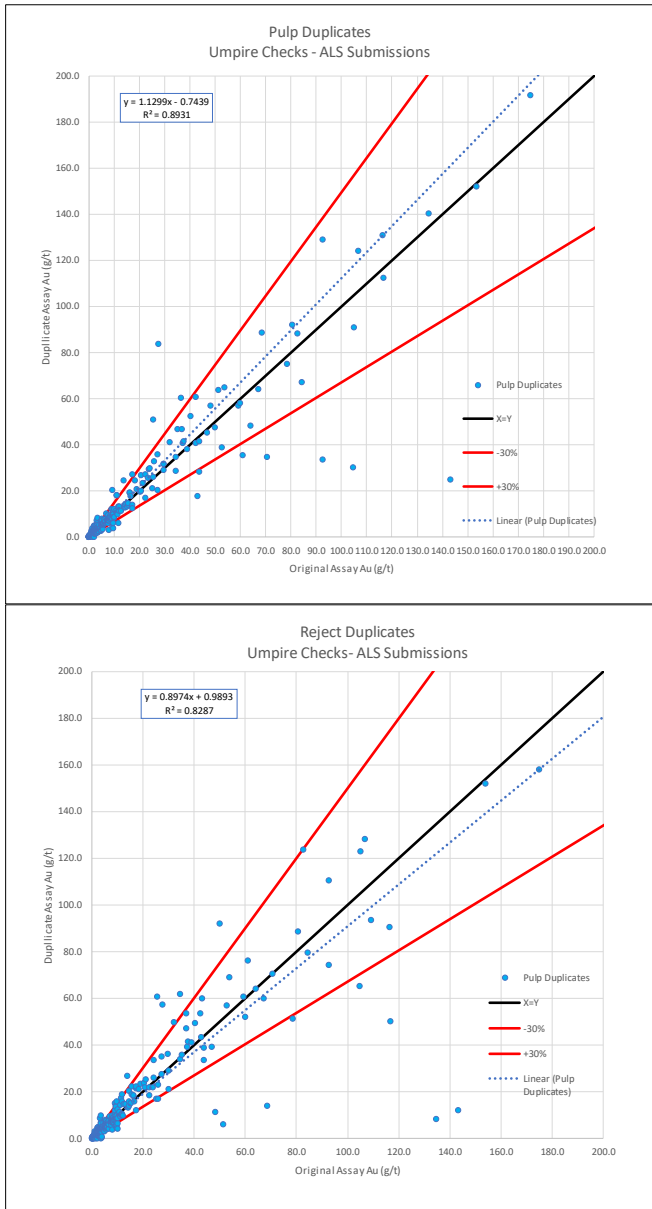 Pulp Duplicates
Umpire Checks - ALS Submissions
y = 1.1299x - 0.7439
R² = 0.8931
Dupllicate Assay Au (g/t)
200.0
180.0
160.0
140.0
120.0
100.0
80.0
60.0
40.0
20.0
0.0
Pulp Duplicates
X=Y
-30%
+30%
Linear (Pulp Duplicates)
0.0 10.0 20.0 30.0 40.0 50.0 60.0 70.0 80.0 90.0 100.0 110.0 120.0 130.0 140.0 150.0 160.0 170.0 180.0 190.0 200.0
Original Assay Au (g/t)
Reject Duplicates
Umpire Checks- ALS Submissions
y = 0.8974x + 0.9893
R² = 0.8287
Dupllicate Assay Au (g/t)
200.0
180.0
160.0
140.0
120.0
100.0
80.0
60.0
40.0
20.0
0.0
Pulp Duplicates
X=Y
-30%
+30%
Linear (Pulp
Duplicates)
0.0 20.0 40.0 60.0 80.0 100.0 120.0 140.0 160.0 180.0 200.0
Original Assay Au (g/t)